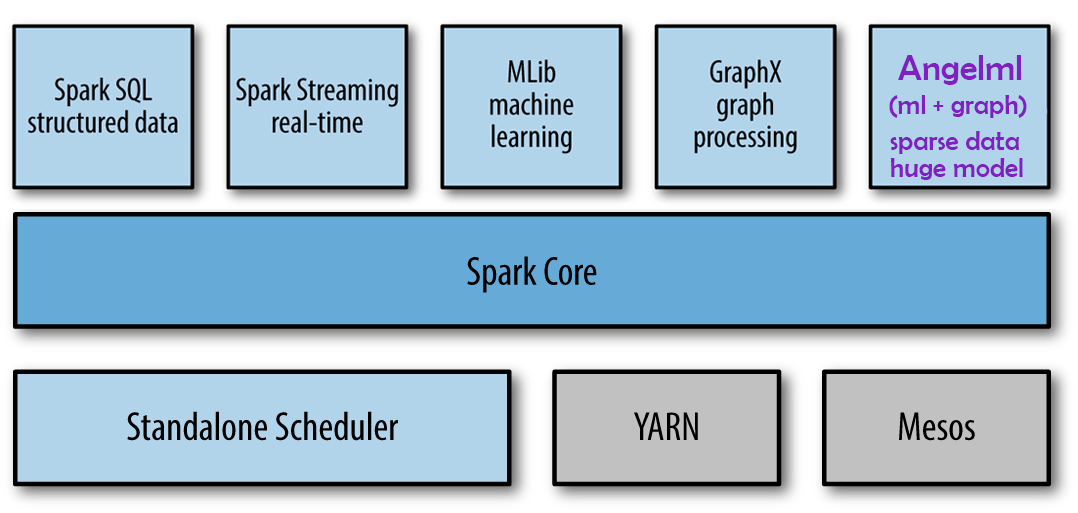 Spark SQL
structured data
Spark Streaming
real-time
MLib
machine
learning
GraphX
graph
processing
Angelml
(ml + graph)
sparse data
huge model
Spark Core
Standalone Scheduler
YARN
Mesos